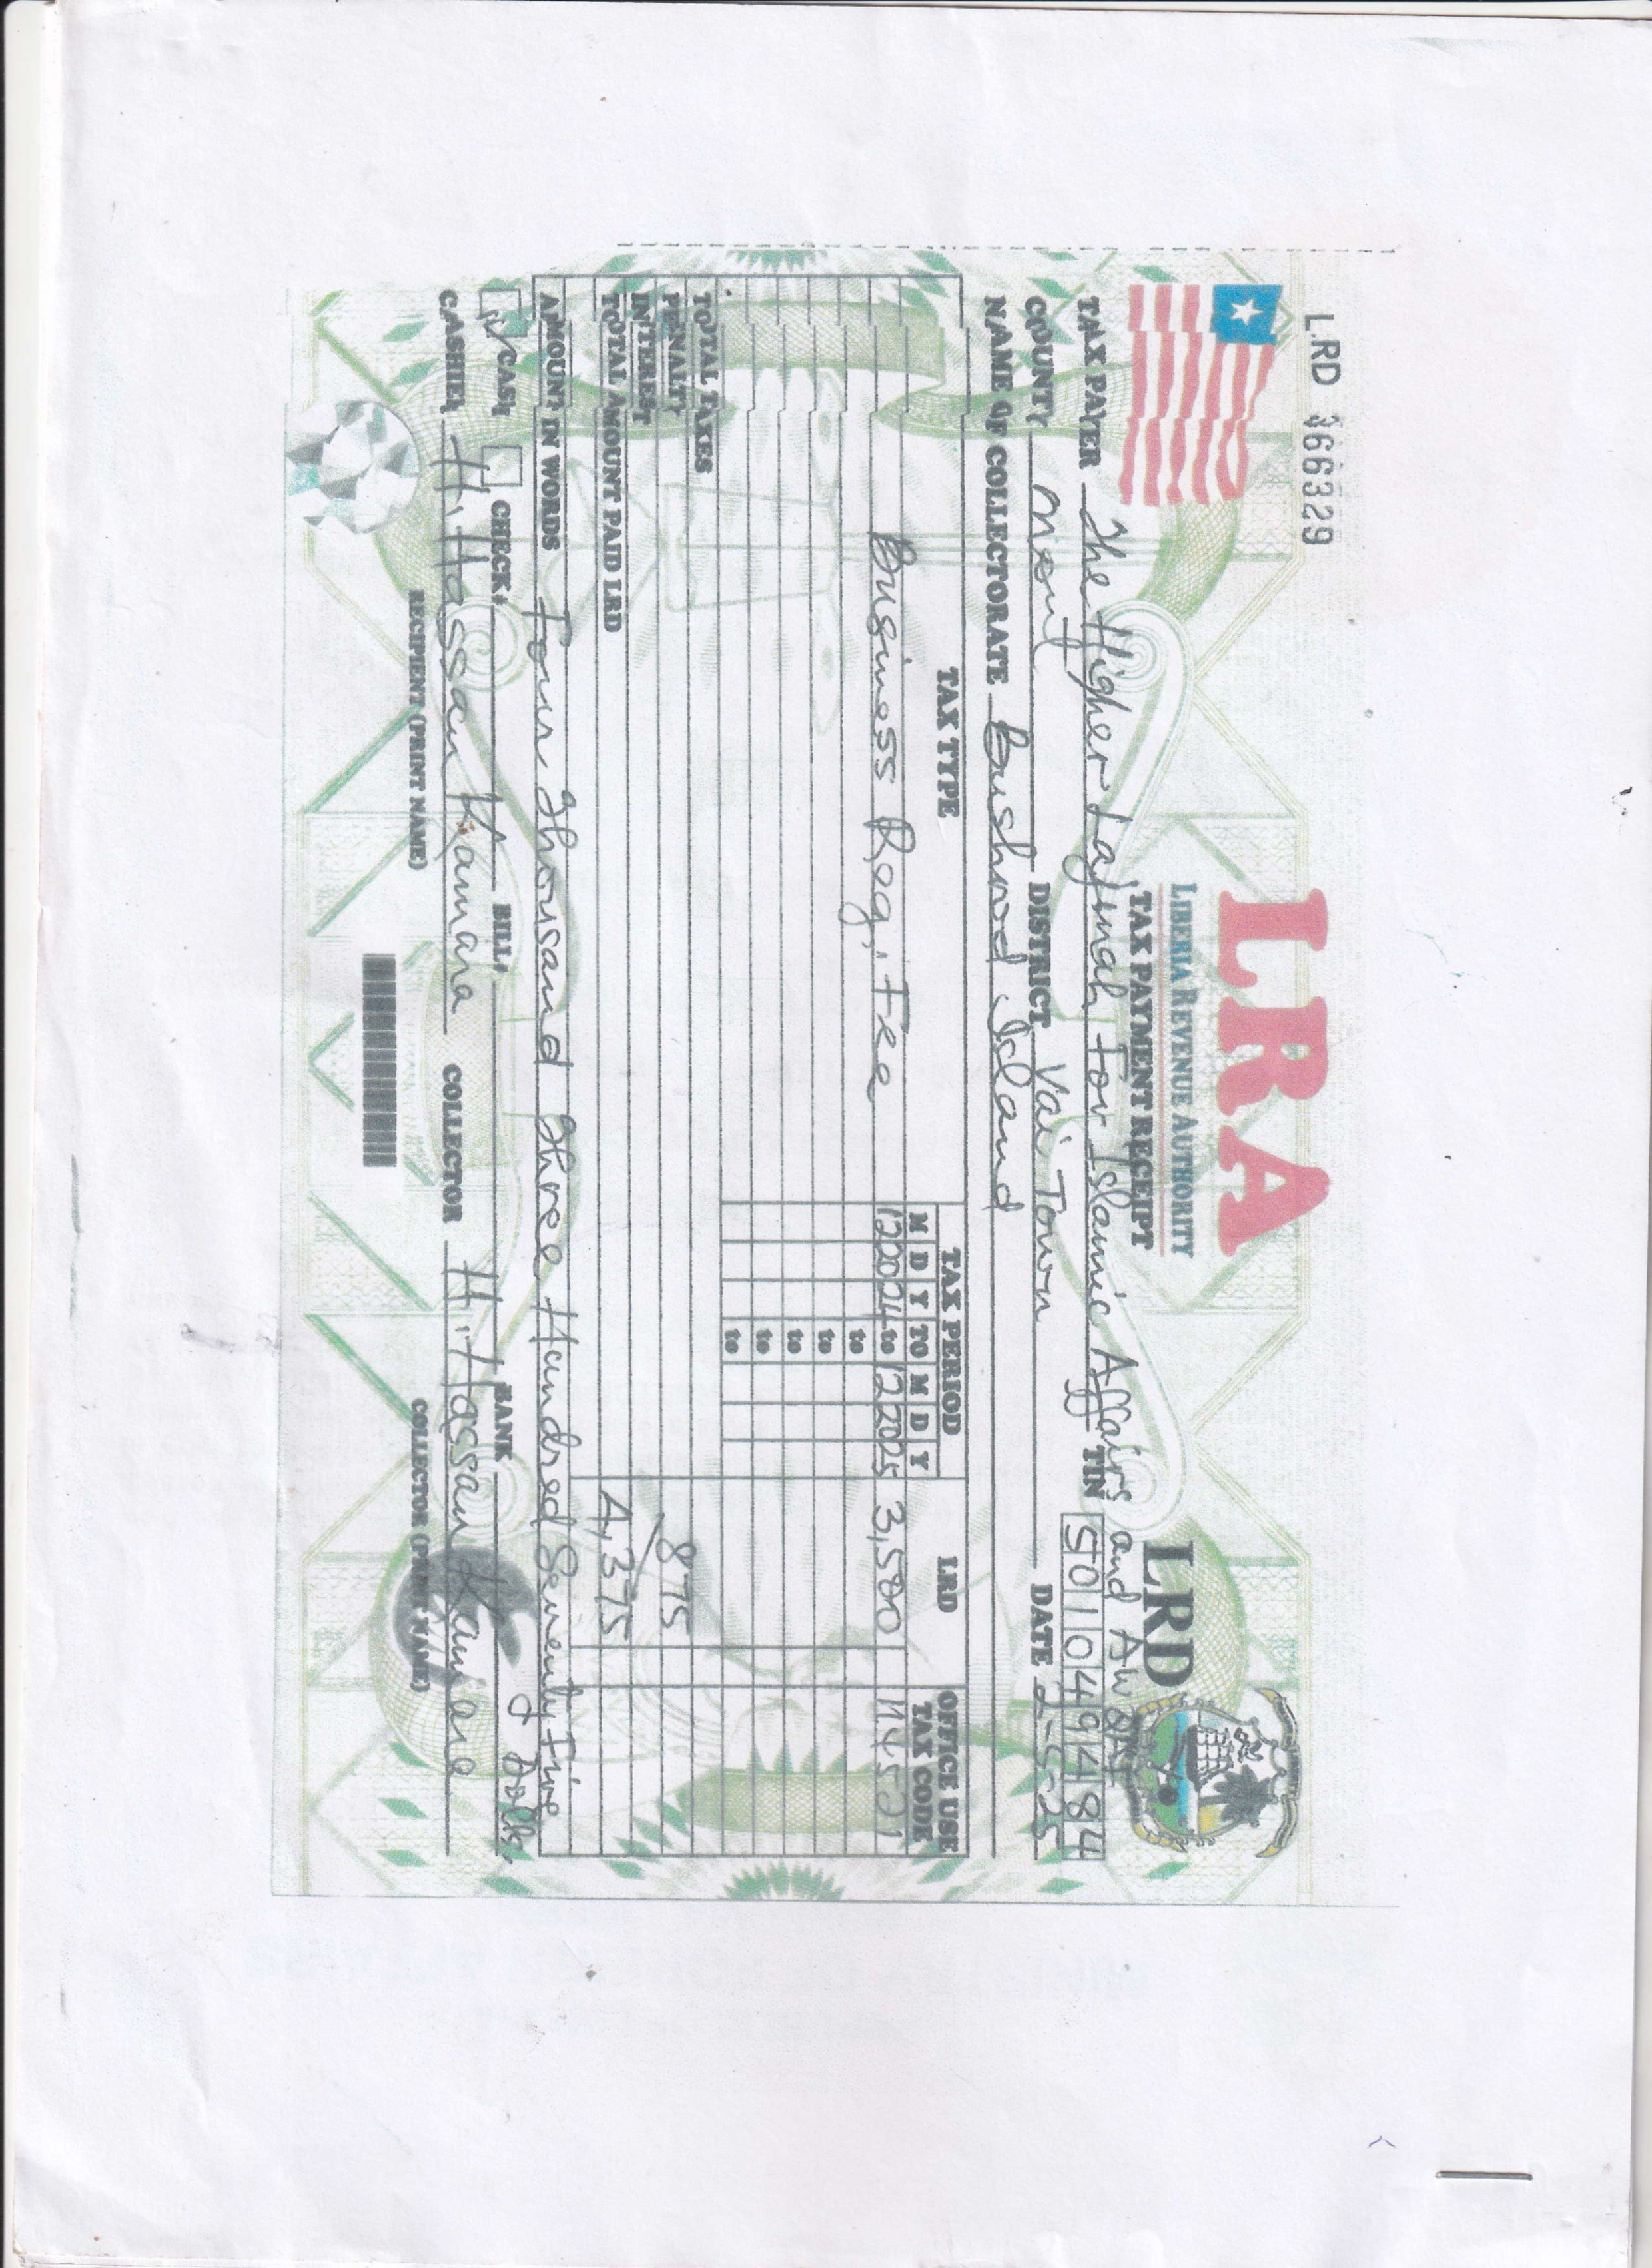 LRD 366329
LRA
LIBERIA REVENUE AUTHORITY
LRD
TAX PAYMENT RECEIPT
TAX PAYER The Higher Lajinah For Islamic Affairs and AWQAF TIN 5010494484
COUNTY Mont DISTRICT Vai Town DATE 2-5-25
NAME OF COLLECTORATE Bushrod Island
TAX TYPE TAX PERIOD LRD OFFICE USE
M D Y TO M D Y TAX CODE
Business Reg. Fee 12 20 24 to 12 20 25 3,500 114521
to
to
to
to
to
TOTAL TAXES
PENALTY 875
INTEREST
TOTAL AMOUNT PAID LRD 4,375
AMOUNT IN WORDS Four Thousand Three Hundred Seventy Five
Dolls.
CASH CHECK# BILL# BANK
CASHIER H. Hassan Kamara COLLECTOR H. Hassan Kamara
RECIPIENT (PRINT NAME) COLLECTOR (PRINT NAME)